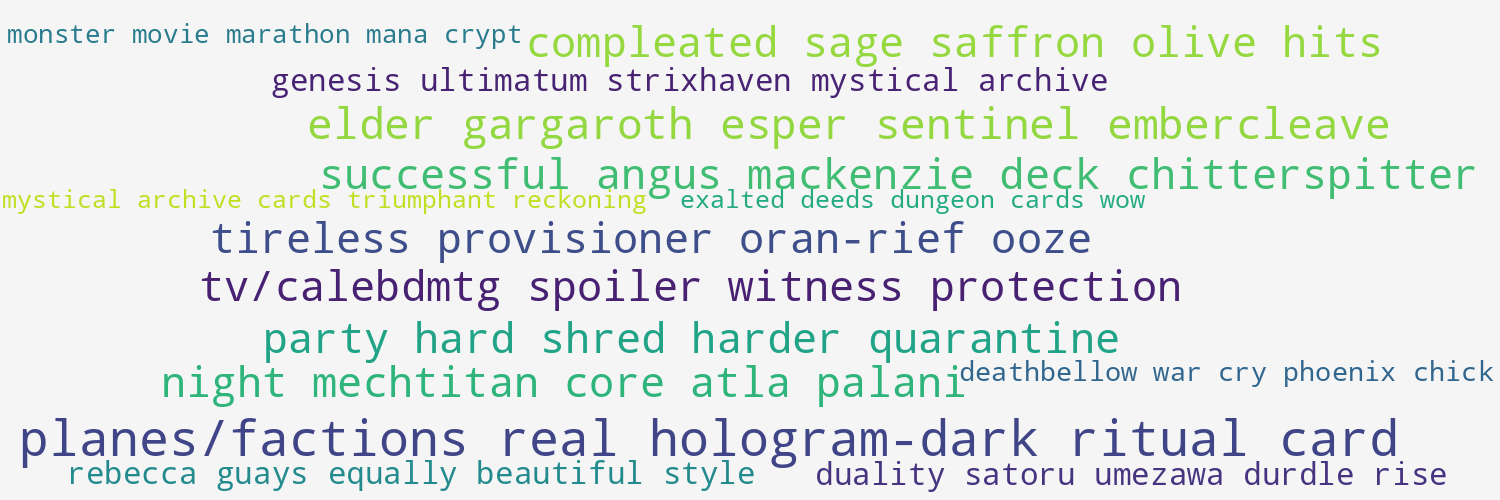 monster movie marathon mana crypt
compleated sage saffron olive hits
genesis ultimatum strixhaven mystical archive
elder gargaroth esper sentinel embercleave
successful angus mackenzie deck chitterspitter
mystical archive cards triumphant reckoning
exalted deeds dungeon cards wow
tireless provisioner oran-rief ooze
tv/calebdmtg spoiler witness protection
party hard shred harder quarantine
night mechtitan core atla palani
deathbellow war cry phoenix chick
planes/factions real hologram-dark ritual card
rebecca guays equally beautiful style
duality satoru umezawa durdle rise